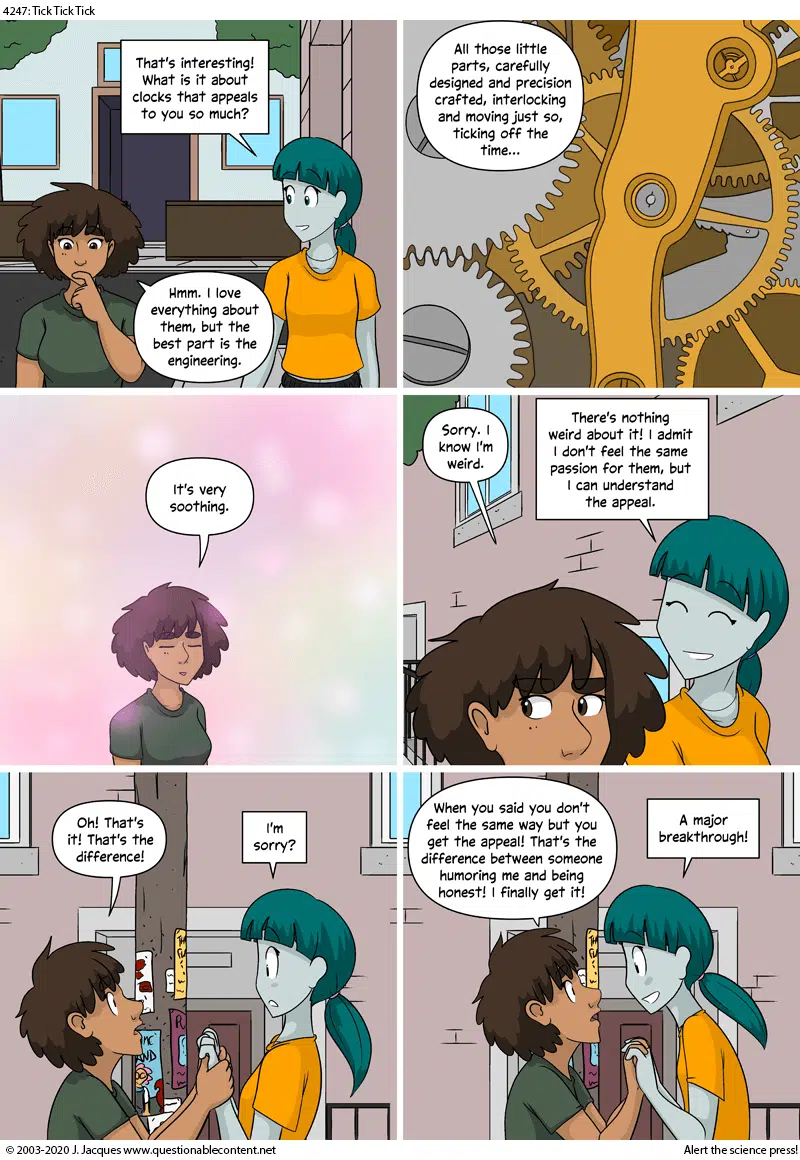 4247: Tick Tick Tick
That's interesting!
What is it about
clocks that appeals
to you so much?
Hmm. I love
everything about
them, but the
best part is the
engineering.
All those little
parts, carefully
designed and precision
crafted, interlocking
and moving just so,
ticking off the
time...
It's very
soothing.
Sorry. I
know I'm
weird.
There's nothing
weird about it! I admit
I don't feel the same
passion for them, but
I can understand
the appeal.
Oh! That's
it! That's the
difference!
I'm
sorry?
When you said you don't
feel the same way but you
get the appeal! That's the
difference between someone
humoring me and being
honest! I finally get it!
A major
breakthrough!
© 2003-2020 J. Jacques www.questionablecontent.net
Alert the science press!